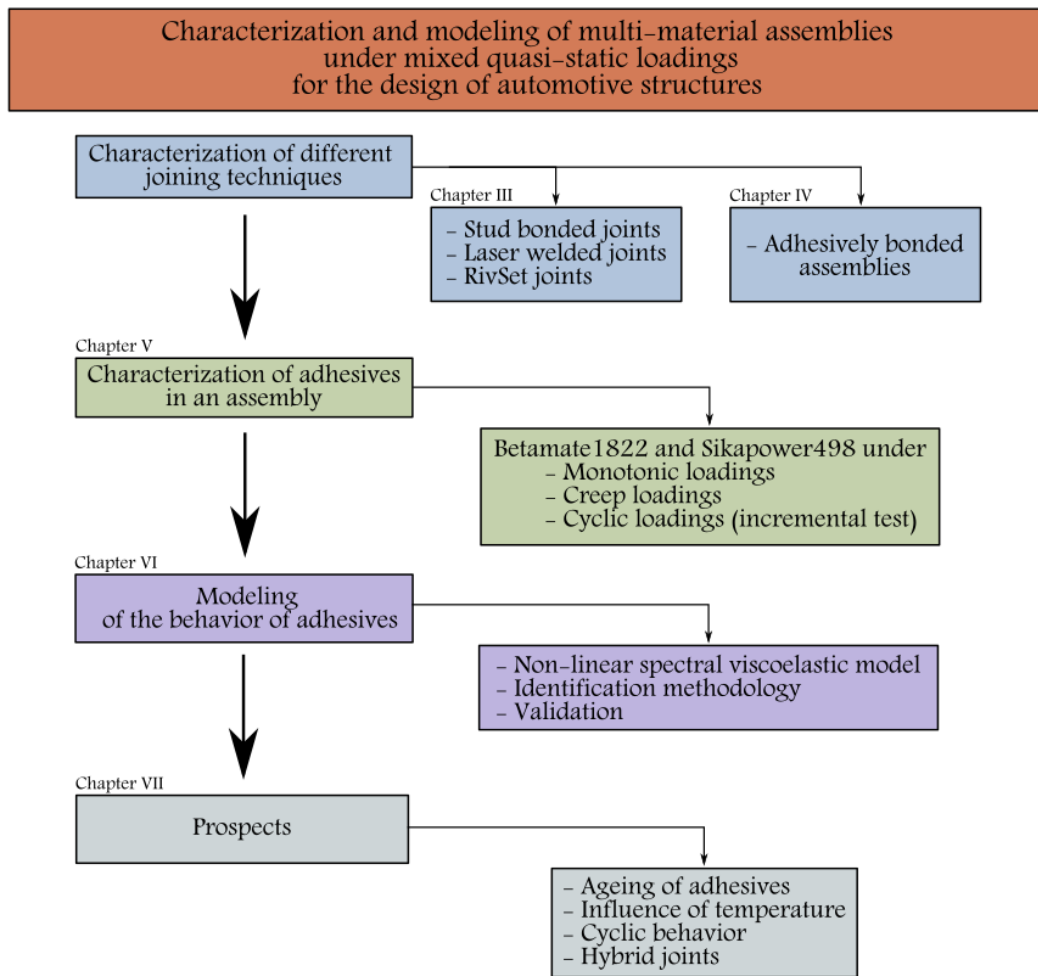 Characterization and modeling of multi-material assemblies
under mixed quasi-static loadings
for the design of automotive structures
Characterization of different
joining techniques
Chapter III
- Stud bonded joints
- Laser welded joints
- RivSet joints
Chapter IV
- Adhesively bonded
assemblies
Chapter V
Characterization of adhesives
in an assembly
Betamate1822 and Sikapower498 under
- Monotonic loadings
- Creep loadings
- Cyclic loadings (incremental test)
Chapter VI
Modeling
of the behavior of adhesives
- Non-linear spectral viscoelastic model
- Identification methodology
- Validation
Chapter VII
Prospects
- Ageing of adhesives
- Influence of temperature
- Cyclic behavior
- Hybrid joints